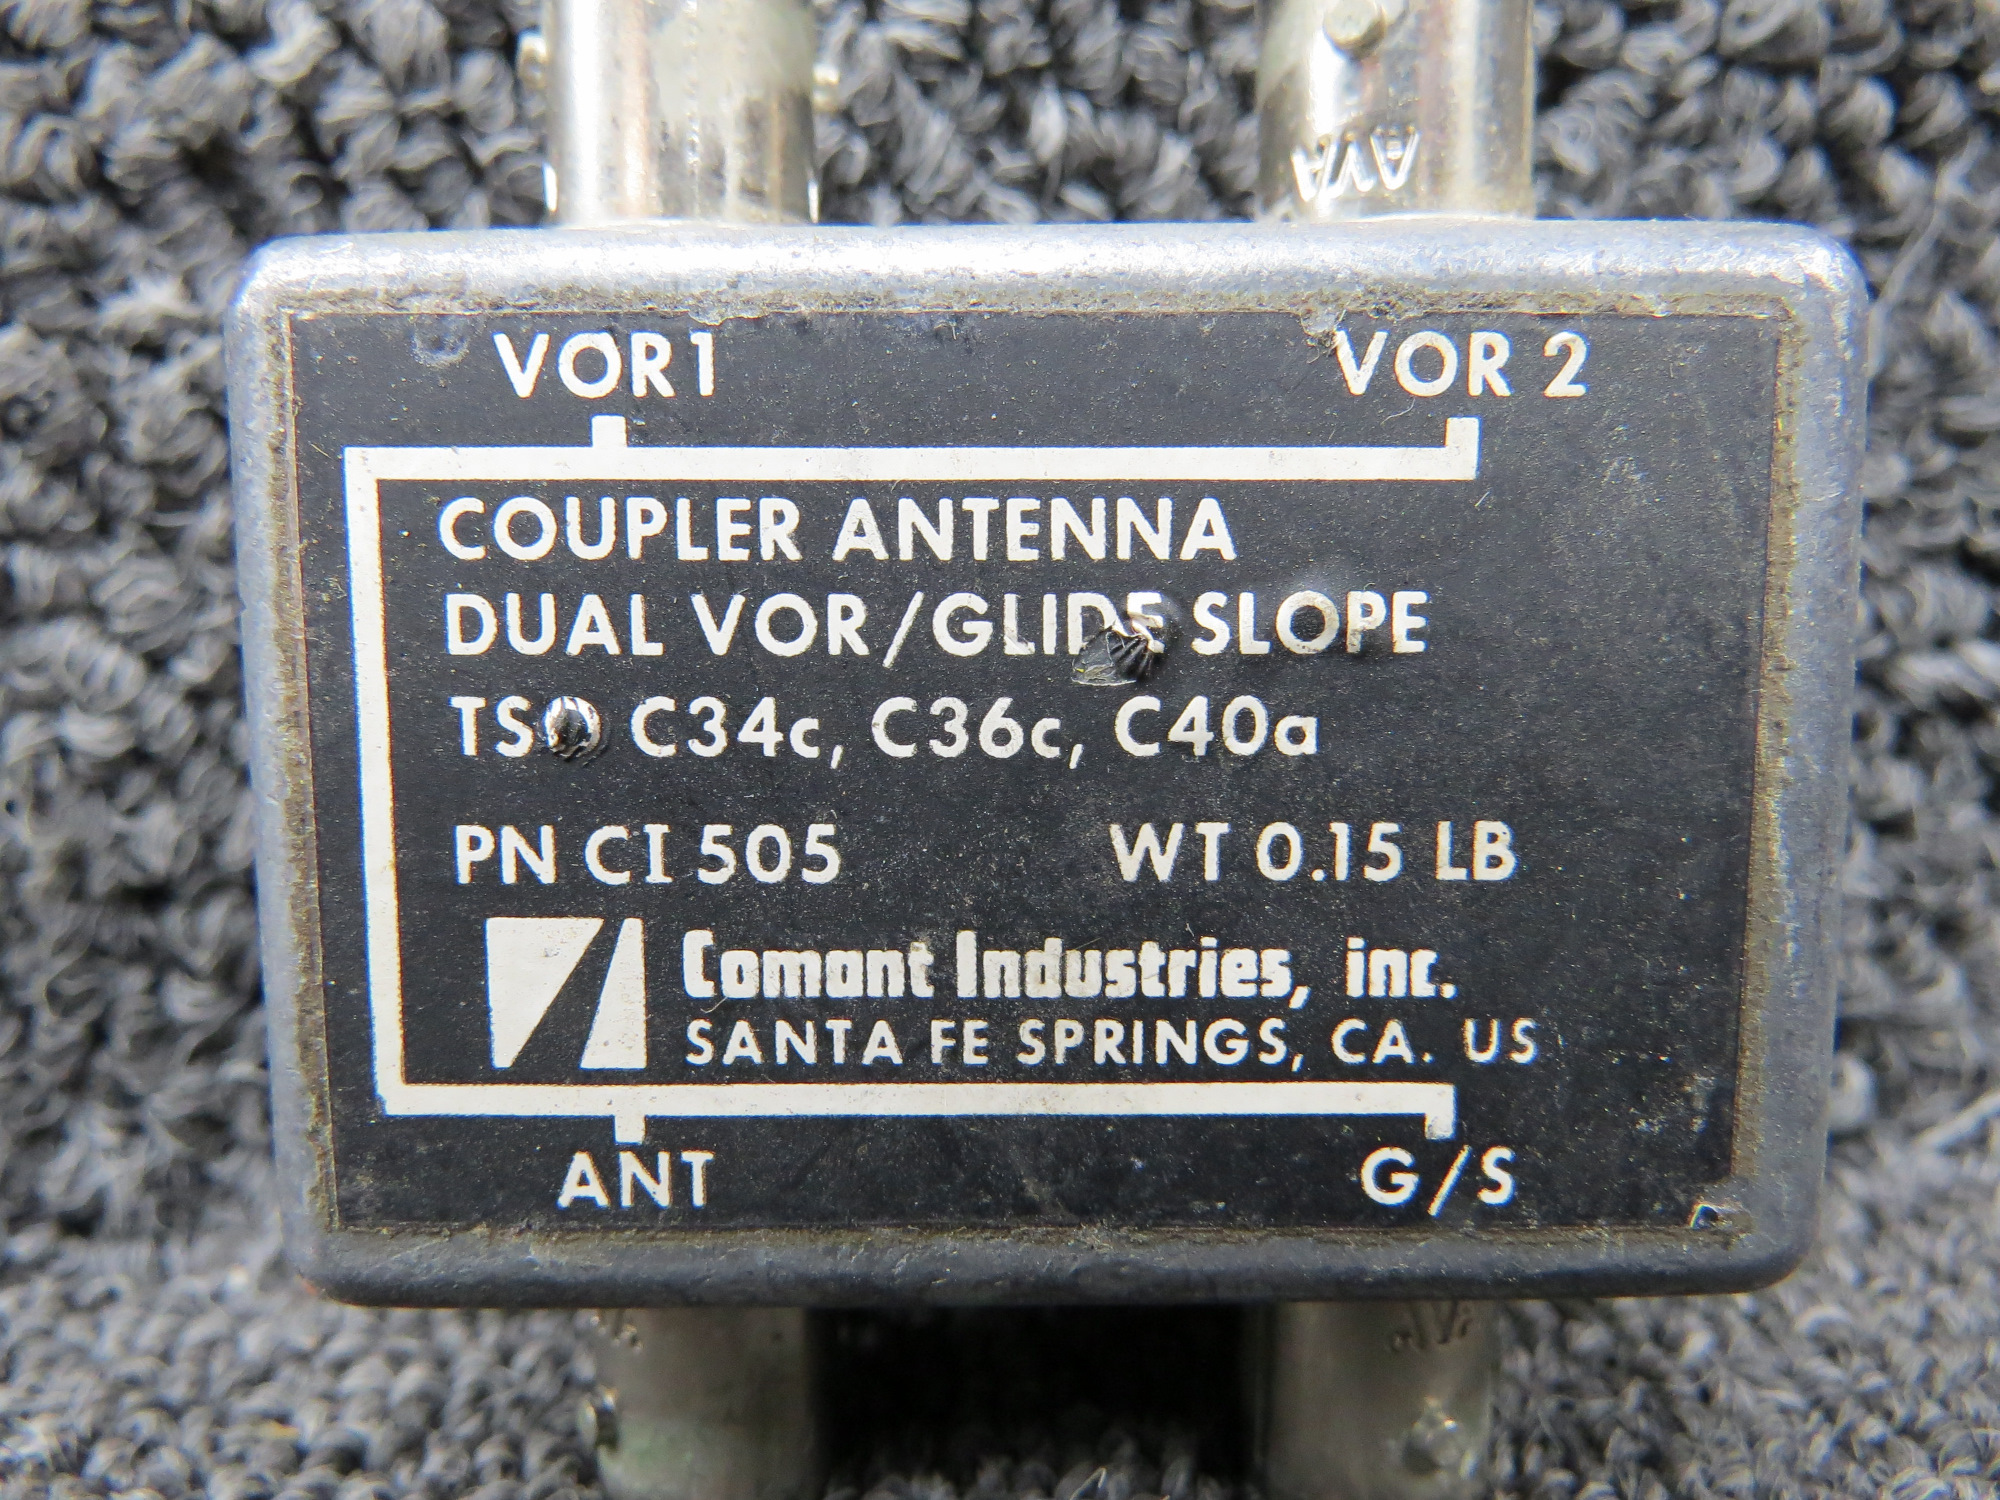 VOR1 VOR 2
COUPLER ANTENNA
DUAL VOR/GLIDE SLOPE
TSO C34c, C36c, C40a
PN CI 505 WT 0.15 LB
Comant Industries, inc.
SANTA FE SPRINGS, CA. US
ANT G/S